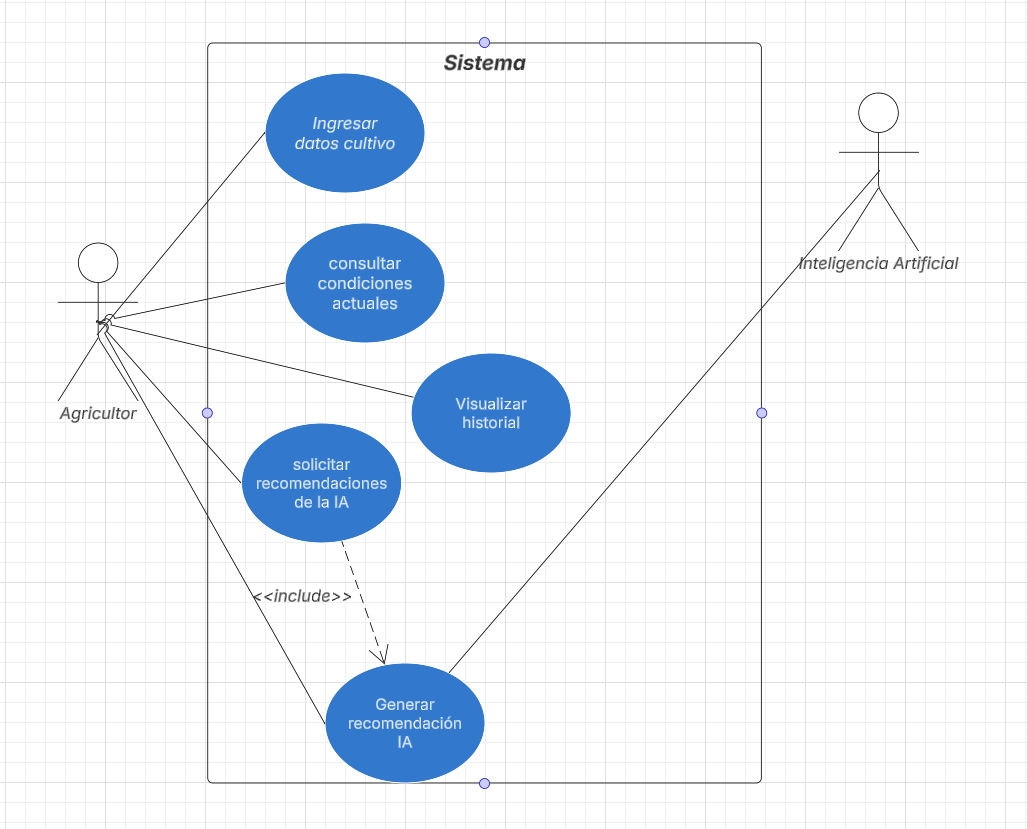 Sistema
Ingresar
datos cultivo
consultar
condiciones
actuales
Inteligencia Artificial
Agricultor
Visualizar
historial
solicitar
recomendaciones
de la IA
<<include>>
Generar
recomendación
IA